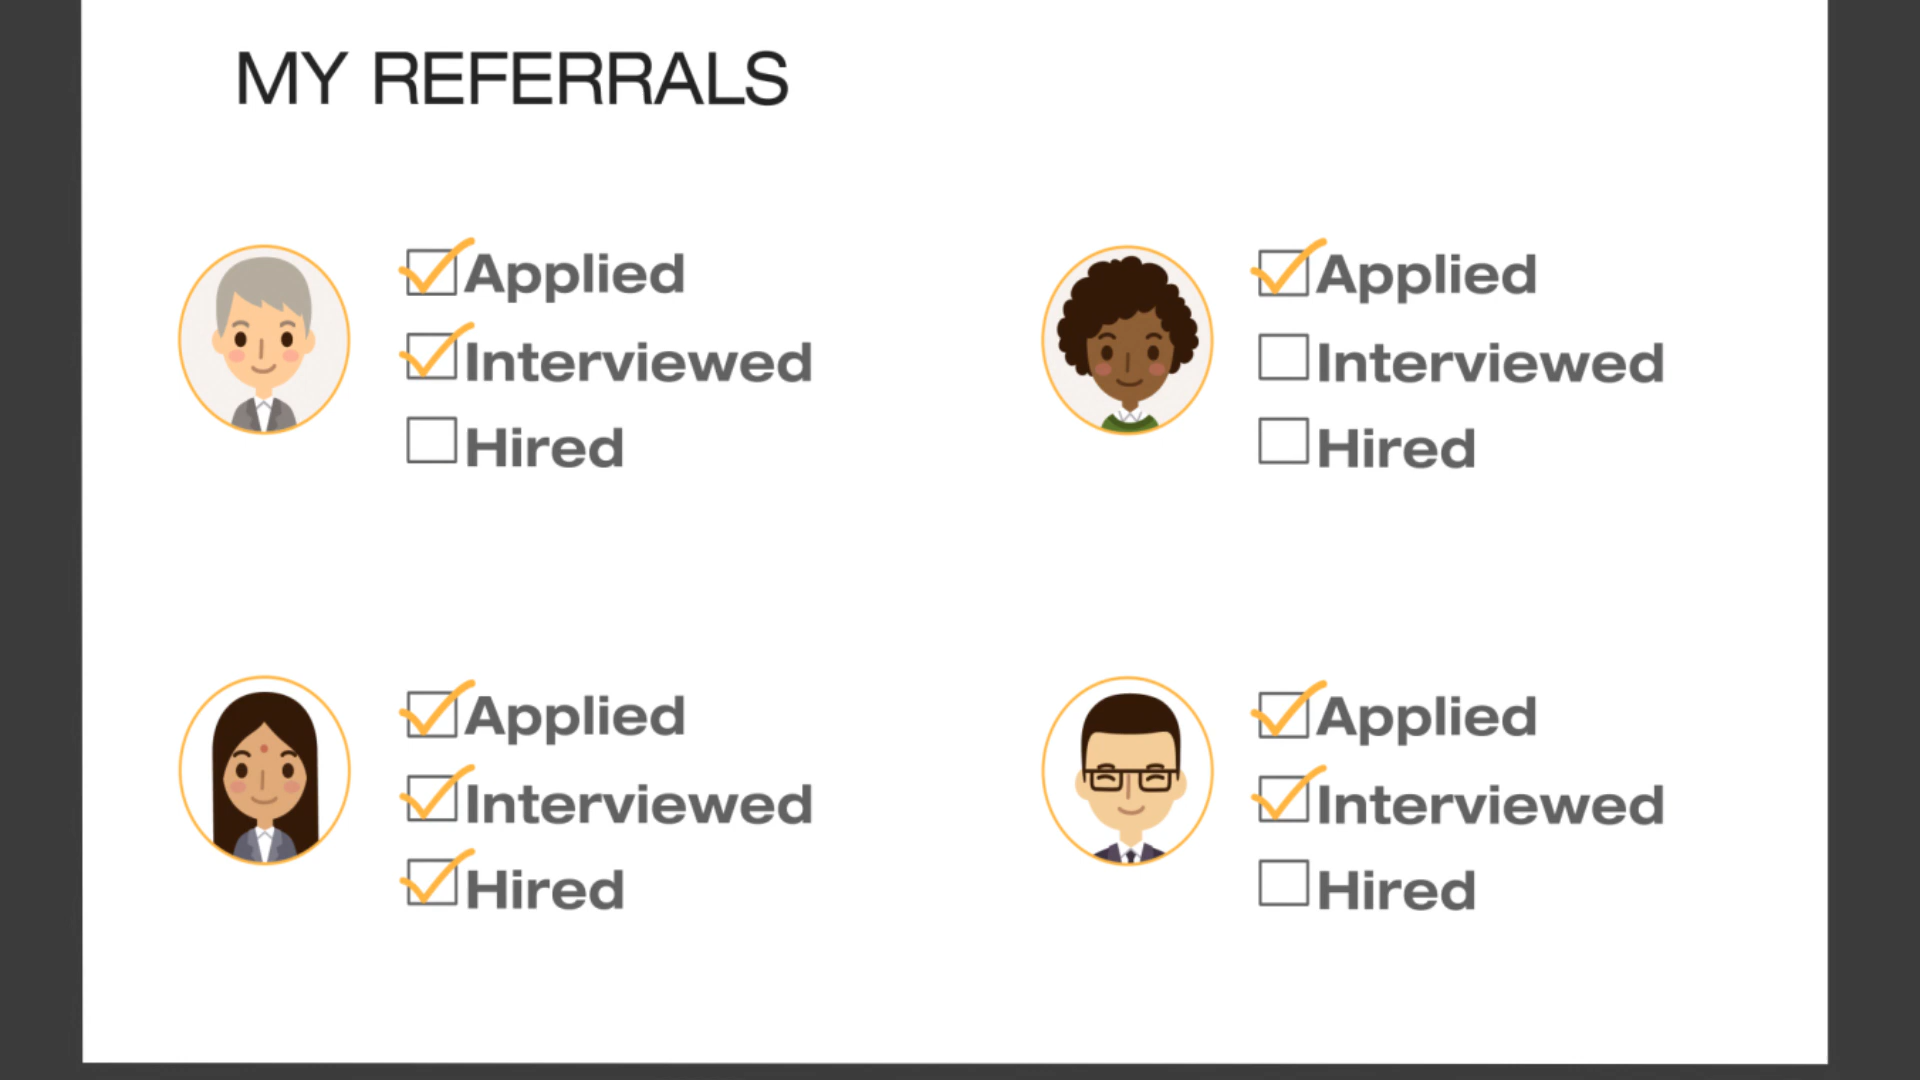 MY REFERRALS
Applied
Interviewed
Hired
Applied
Interviewed
Hired
Applied
Interviewed
Hired
Applied
Interviewed
Hired